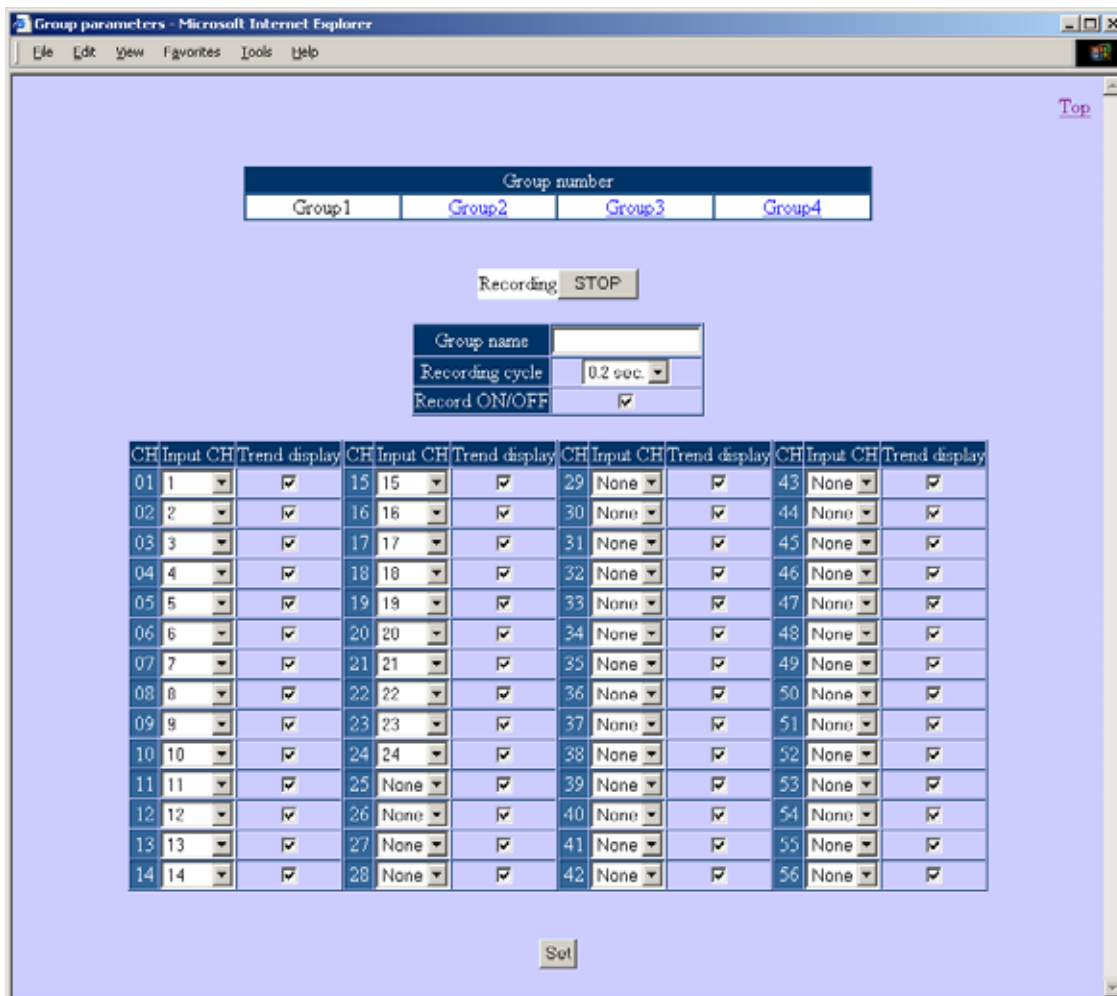 Group parameters - Microsoft Internet Explorer
File Edit View Favorites Tools Help
Top
Group number
Group1 Group2 Group3 Group4
Recording STOP
Group name
Recording cycle 0.2 sec.
Record ON/OFF
CH Input CH Trend display CH Input CH Trend display CH Input CH Trend display CH Input CH Trend display
01 1 15 15 29 None 43 None
02 2 16 16 30 None 44 None
03 3 17 17 31 None 45 None
04 4 18 18 32 None 46 None
05 5 19 19 33 None 47 None
06 6 20 20 34 None 48 None
07 7 21 21 35 None 49 None
08 8 22 22 36 None 50 None
09 9 23 23 37 None 51 None
10 10 24 24 38 None 52 None
11 11 25 None 39 None 53 None
12 12 26 None 40 None 54 None
13 13 27 None 41 None 55 None
14 14 28 None 42 None 56 None
Set